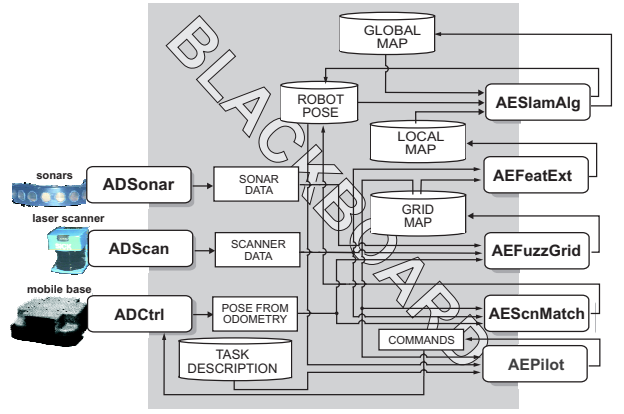 GLOBAL
MAP
ROBOT
POSE
AESlamAlg
LOCAL
MAP
sonars
ADSonar
SONAR
DATA
AEFeatExt
GRID
MAP
laser scanner
ADScan
SCANNER
DATA
AEFuzzGrid
mobile base
ADCtrl
POSE FROM
ODOMETRY
AEScnMatch
COMMANDS
TASK
DESCRIPTION
AEPilot
BLACKBOARD